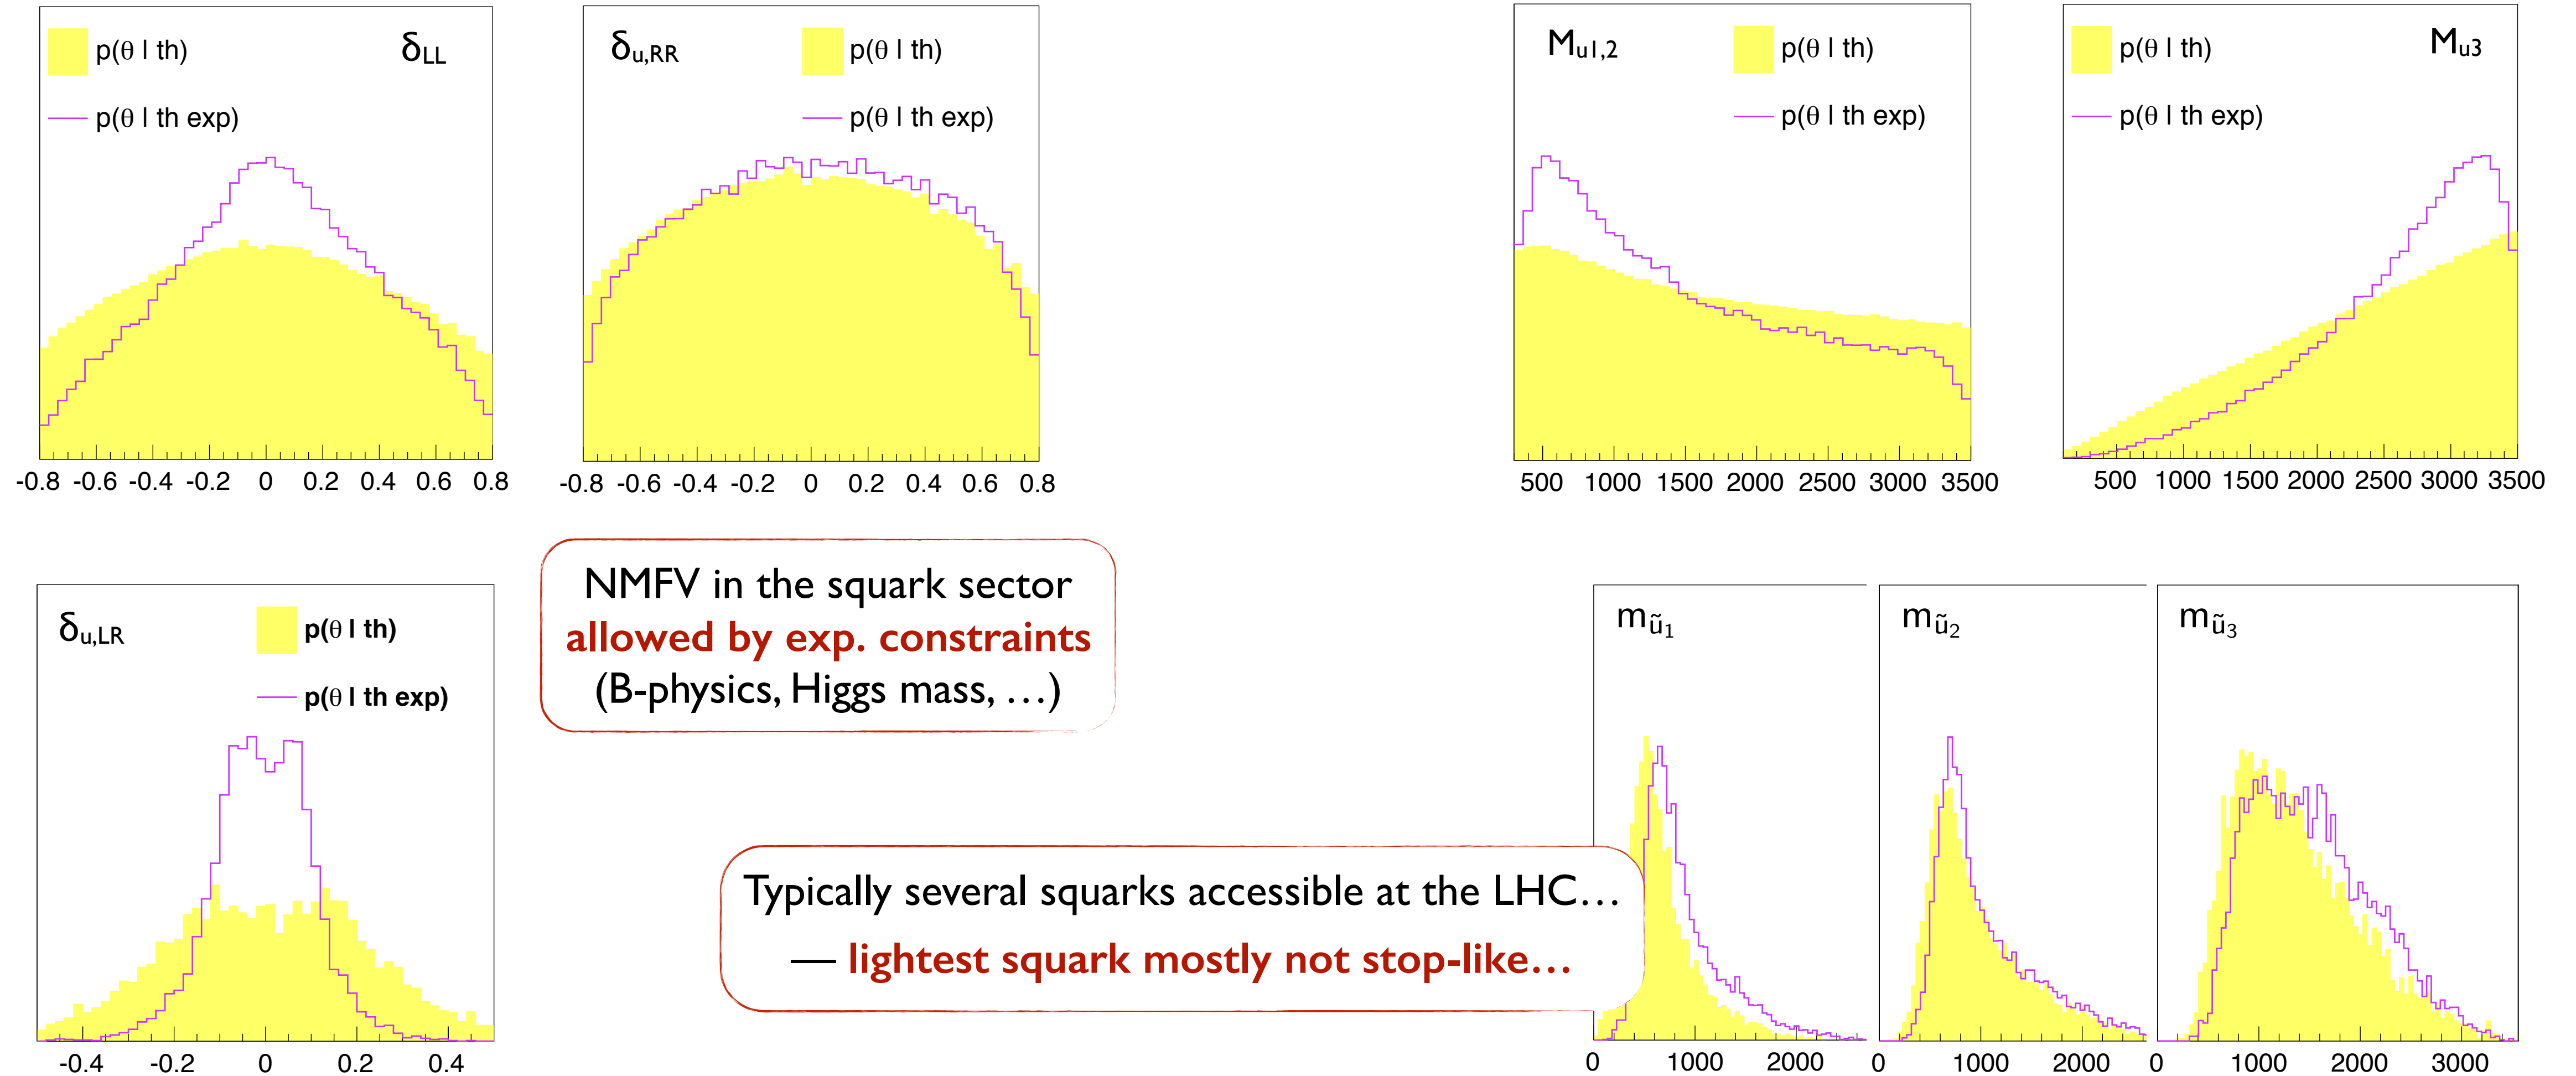 p(θ | th)
δLL
p(θ | th exp)
-0.8 -0.6 -0.4 -0.2 0 0.2 0.4 0.6 0.8
δu,RR
p(θ | th)
p(θ | th exp)
-0.8 -0.6 -0.4 -0.2 0 0.2 0.4 0.6 0.8
Mu1,2
p(θ | th)
p(θ | th exp)
500 1000 1500 2000 2500 3000 3500
p(θ | th)
Mu3
p(θ | th exp)
500 1000 1500 2000 2500 3000 3500
δu,LR
p(θ | th)
p(θ | th exp)
-0.4 -0.2 0 0.2 0.4
NMFV in the squark sector
allowed by exp. constraints
(B-physics, Higgs mass, …)
Typically several squarks accessible at the LHC…
— lightest squark mostly not stop-like…
mũ1
0 1000 2000
mũ2
0 1000 2000
mũ3
0 1000 2000 3000